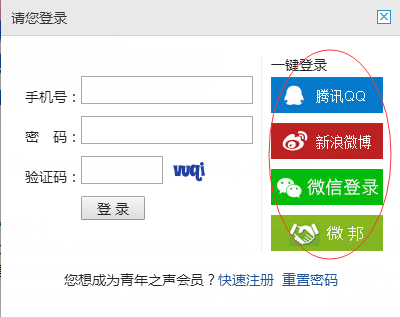 请您登录
一键登录
手机号：
腾讯QQ
密 码：
新浪微博
验证码：
vuqi
微信登录
登 录
微 邦
您想成为青年之声会员？快速注册 重置密码